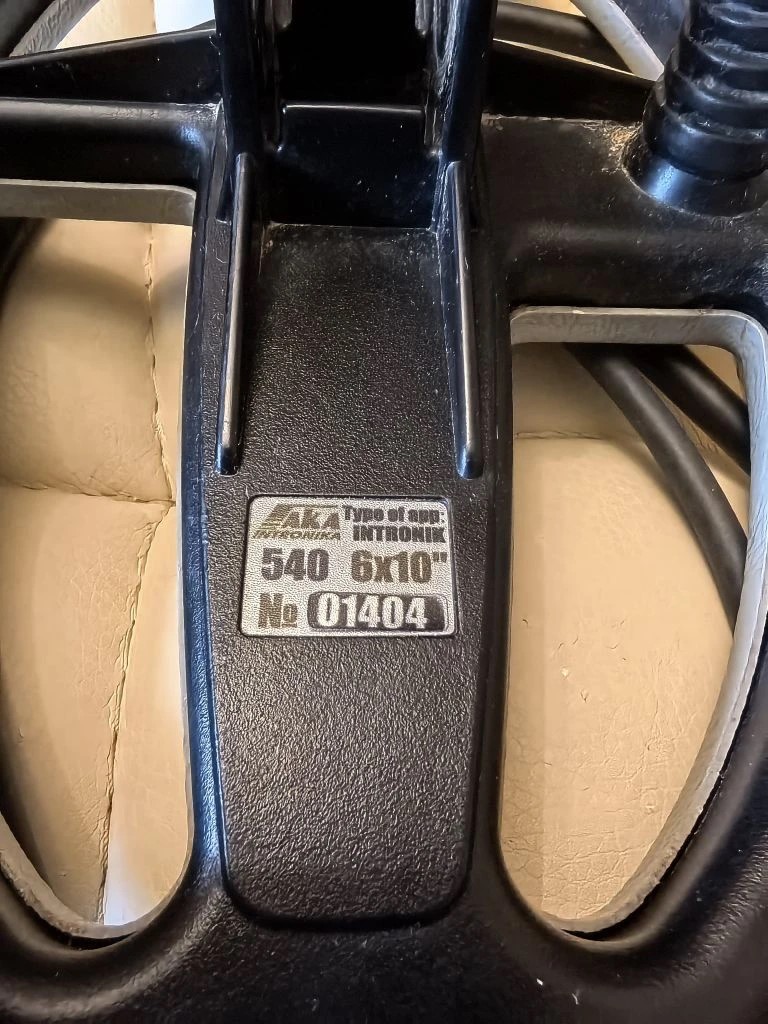 AKA Type of app:
INTRONIKA INTRONIK
540 6x10"
№ 01404